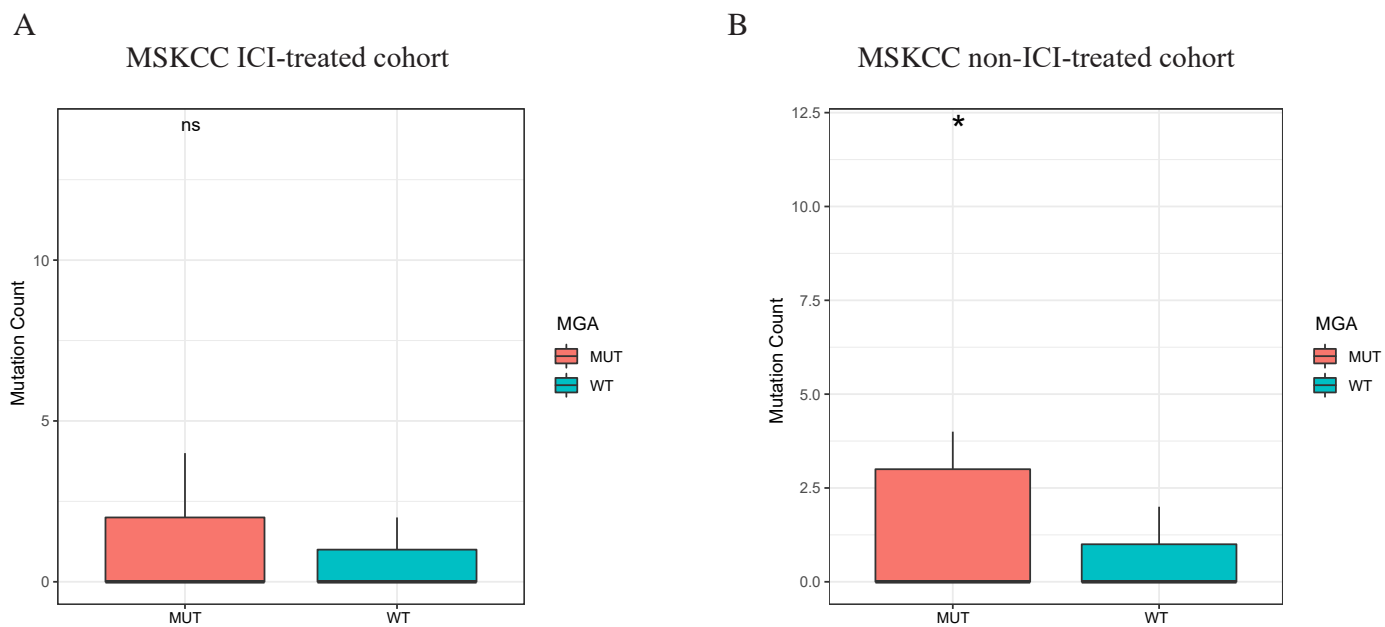 A
MSKCC ICI-treated cohort
ns
10
5
0
Mutation Count
MUT
WT
MGA
MUT
WT
B
MSKCC non-ICI-treated cohort
*
12.5
10.0
7.5
5.0
2.5
0.0
Mutation Count
MUT
WT
MGA
MUT
WT